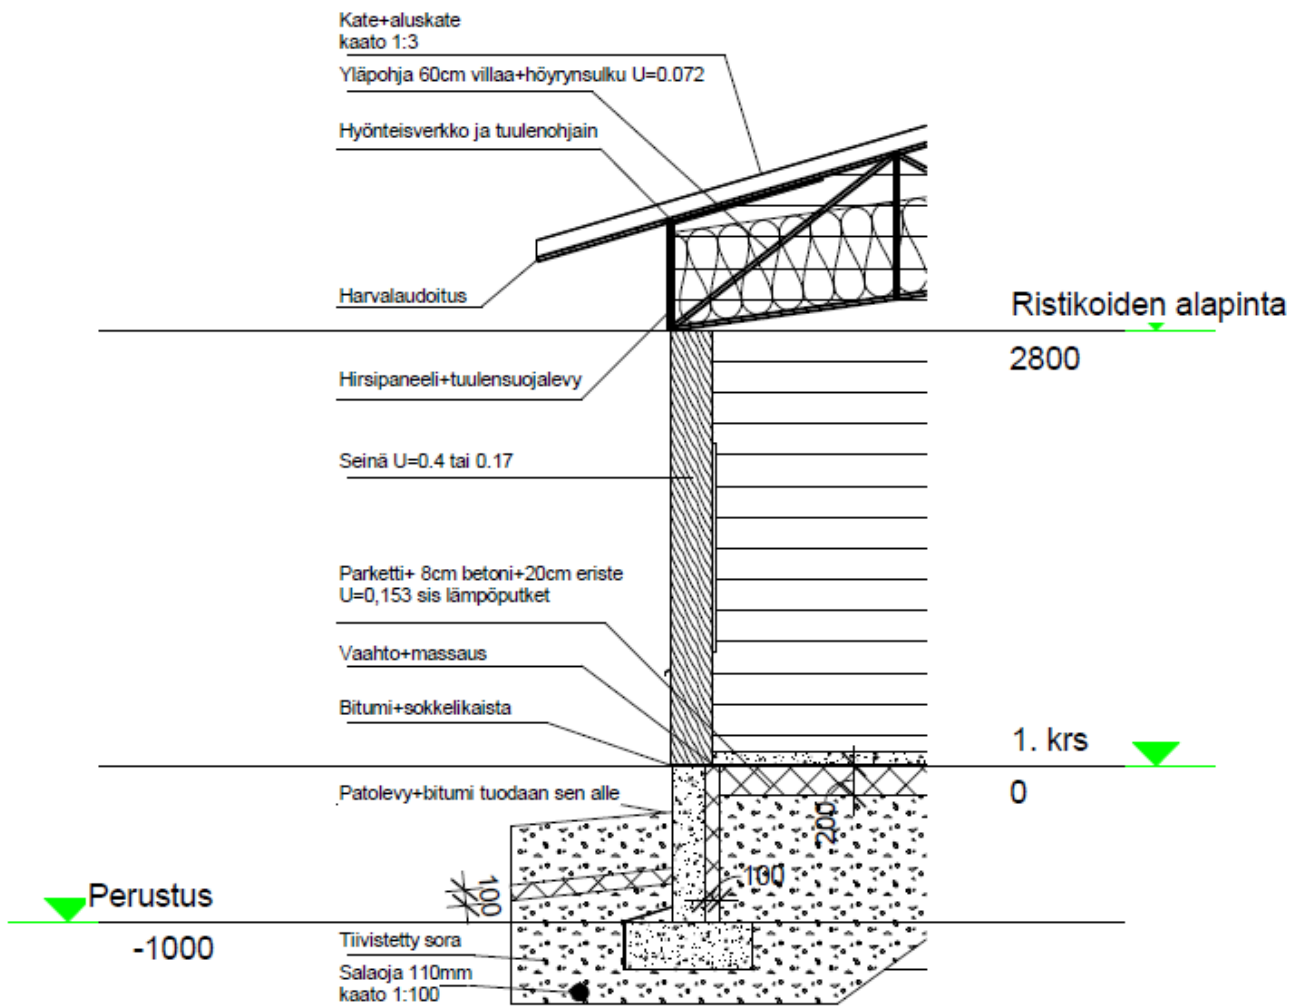 Kate+aluskate
kaato 1:3
Yläpohja 60cm villaa+höyrynsulku U=0.072
Hyönteisverkko ja tuulenohjain
Harvalaudoitus
Ristikoiden alapinta
2800
Hirsipaneeli+tuulensuojalevy
Seinä U=0.4 tai 0.17
Parketti+ 8cm betoni+20cm eriste
U=0,153 sis lämpöputket
Vaahto+massaus
Bitumi+sokkelikaista
1. krs
0
Patolevy+bitumi tuodaan sen alle
200
100
100
Perustus
-1000
Tiivistetty sora
Salaoja 110mm
kaato 1:100